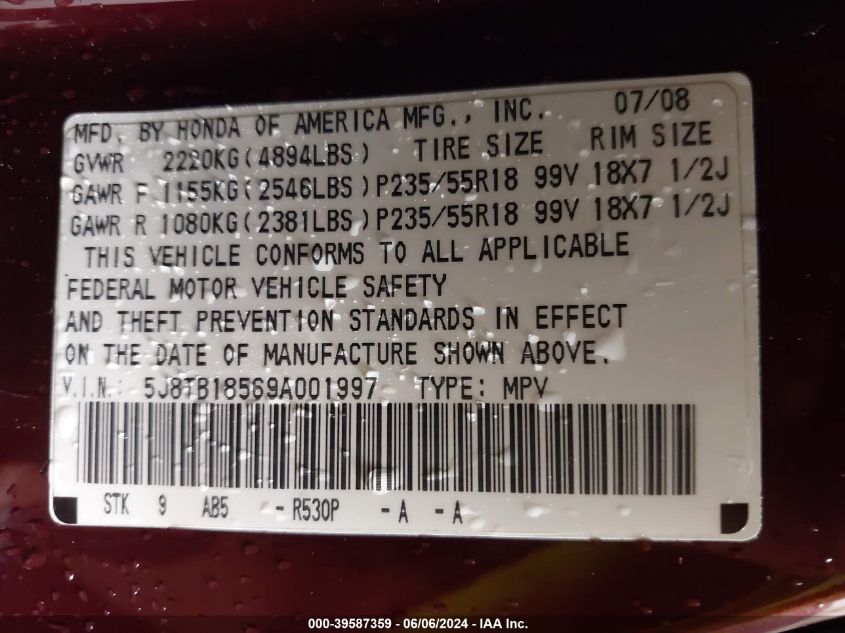 MFD. BY HONDA OF AMERICA MFG., INC. 07/08
GVWR 2220KG(4894LBS) TIRE SIZE RIM SIZE
GAWR F 1155KG(2546LBS)P235/55R18 99V 18X7 1/2J
GAWR R 1080KG(2381LBS)P235/55R18 99V 18X7 1/2J
THIS VEHICLE CONFORMS TO ALL APPLICABLE
FEDERAL MOTOR VEHICLE SAFETY
AND THEFT PREVENTION STANDARDS IN EFFECT
ON THE DATE OF MANUFACTURE SHOWN ABOVE.
V.I.N.: 5J8TB18569A001997 TYPE: MPV
STK 9 AB5 -R530P -A -A
000-39587359 - 06/06/2024 - IAA Inc.